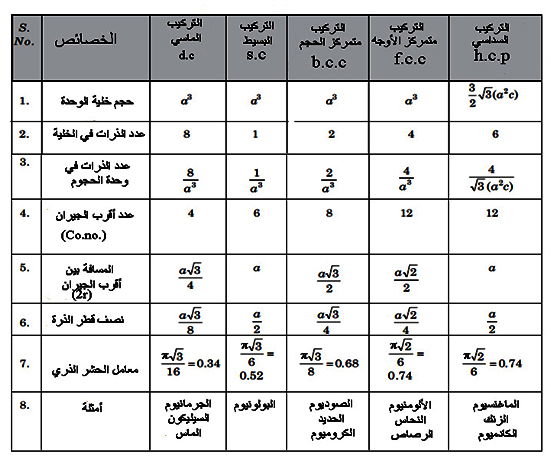 S. No. الخصائص التركيب الماسي d.c التركيب البسيط s.c التركيب متمركز الحجم b.c.c التركيب متمركز الأوجه f.c.c التركيب السداسي h.c.p
1. حجم خلية الوحدة a³ a³ a³ a³ 3/2 √3(a²c)
2. عدد الذرات في الخلية 8 1 2 4 6
3. عدد الذرات في وحدة الحجوم 8/a³ 1/a³ 2/a³ 4/a³ 4/√3(a²c)
4. عدد أقرب الجيران (Co.no.) 4 6 8 12 12
5. المسافة بين أقرب الجيران (2r) a√3/4 a a√3/2 a√2/2 a
6. نصف قطر الذرة a√3/8 a/2 a√3/4 a√2/4 a/2
7. معامل الحشر الذري π√3/16 = 0.34 π√3/6 = 0.52 π√3/8 = 0.68 π√2/6 = 0.74 π√2/6 = 0.74
8. أمثلة الجرمانيوم السيليكون الماس البولونيوم الصوديوم الحديد الكروميوم الألومنيوم النحاس الرصاص الماغنسيوم الزنك الكادميوم